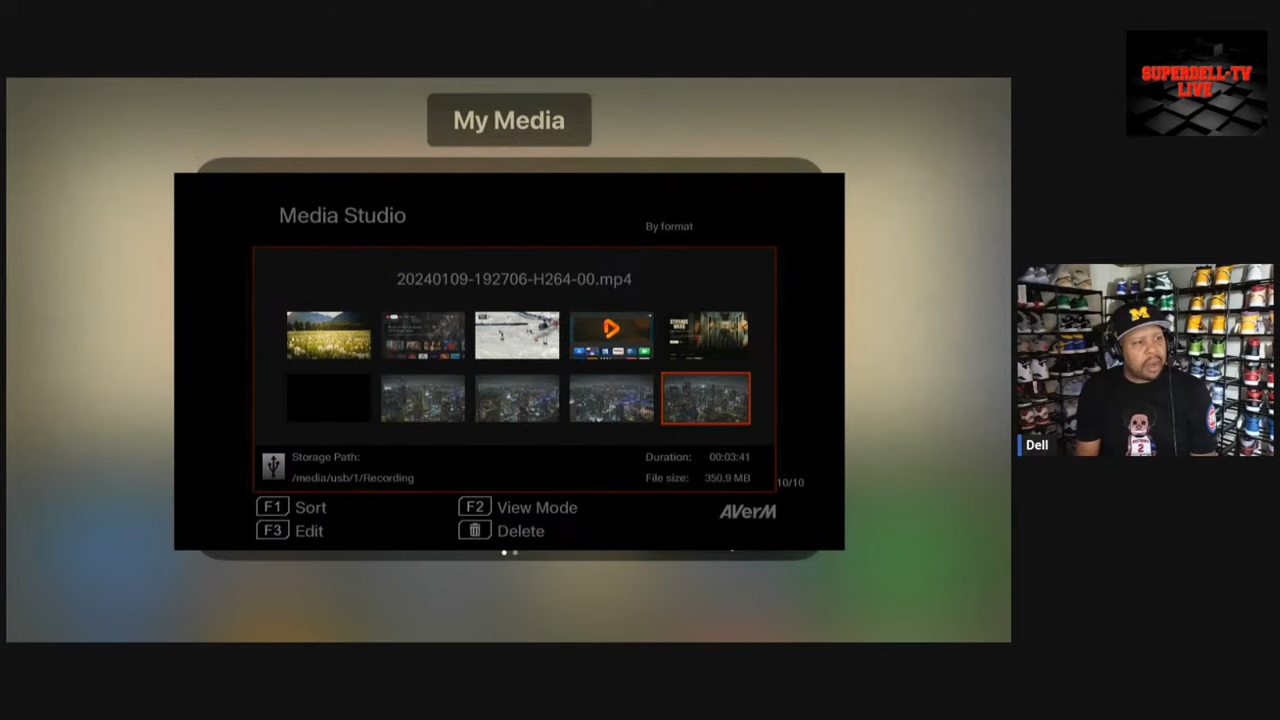 SUPERDELL-TV
LIVE
My Media
Media Studio
By format
20240109-192706-H264-00.mp4
Storage Path:
/media/usb/1/Recording
Duration: 00:03:41
File size: 350.9 MB
10/10
F1 Sort
F2 View Mode
F3 Edit
Delete
AVerM
Dell
M
2